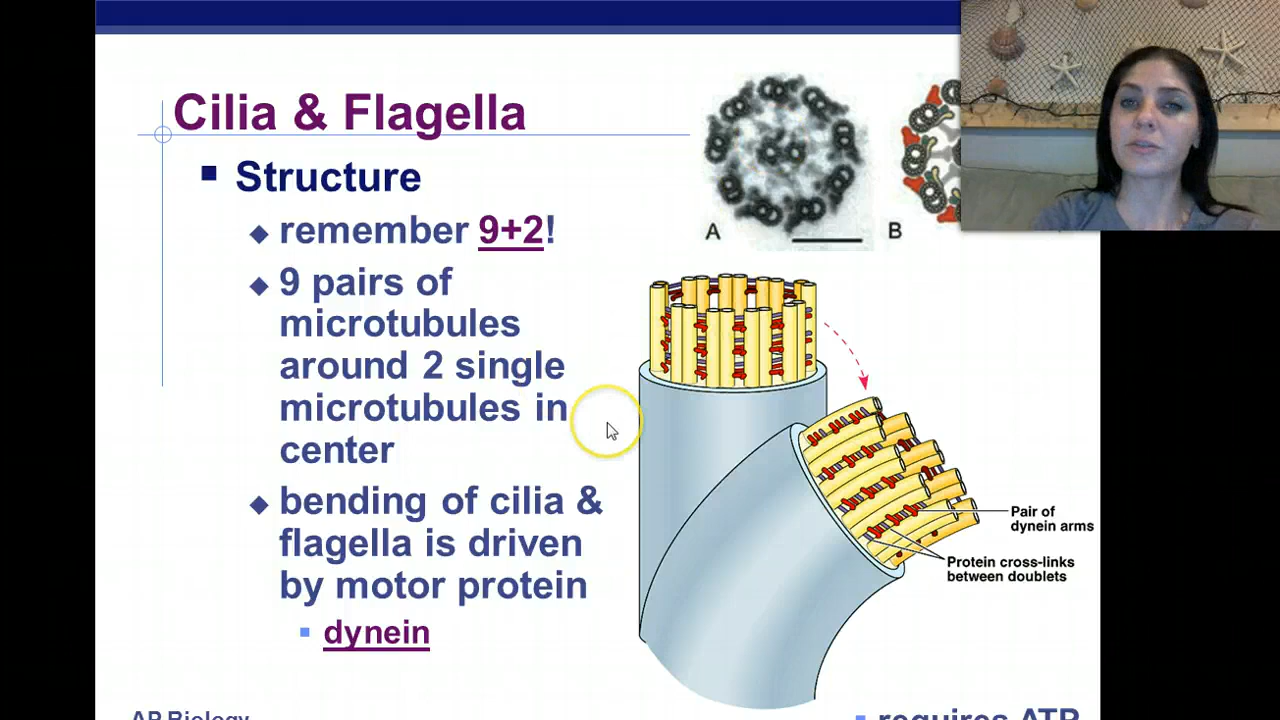 Cilia & Flagella
Structure
remember 9+2!
9 pairs of
microtubules
around 2 single
microtubules in
center
bending of cilia &
flagella is driven
by motor protein
dynein
A
B
Pair of
dynein arms
Protein cross-links
between doublets
AP Biology
requires ATP